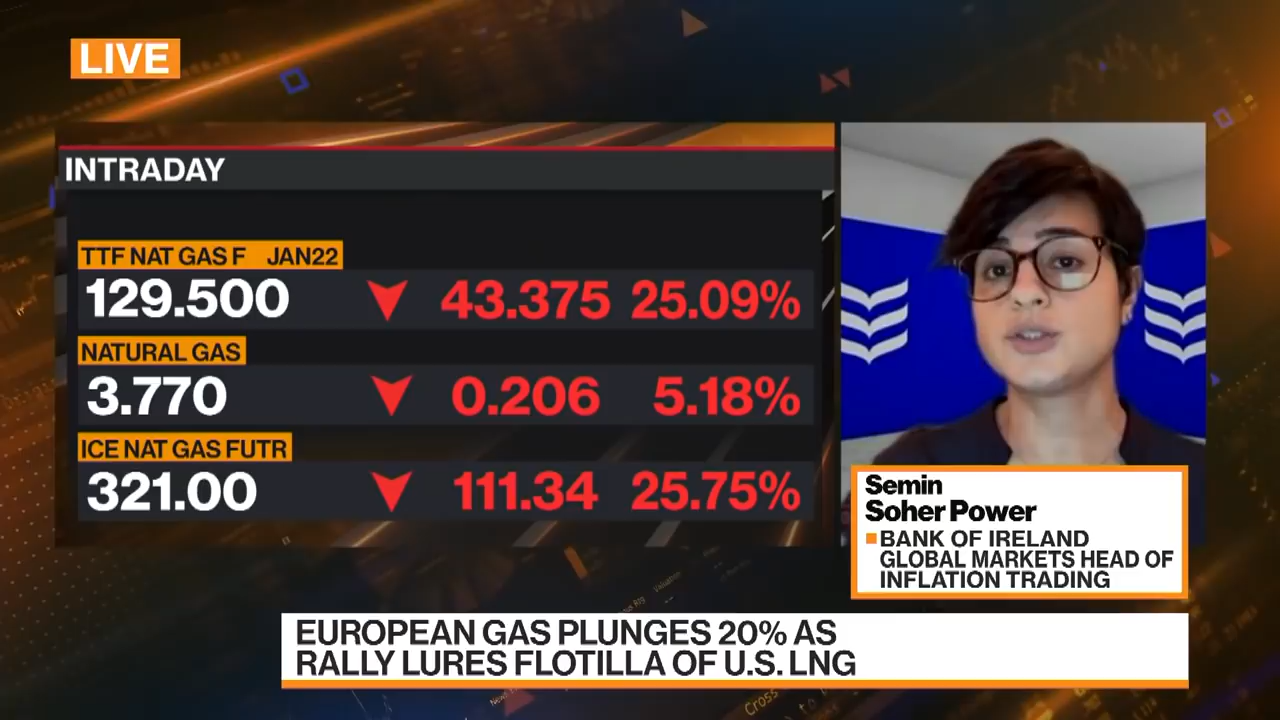 LIVE
INTRADAY
TTF NAT GAS F JAN22
129.500 43.375 25.09%
NATURAL GAS
3.770 0.206 5.18%
ICE NAT GAS FUTR
321.00 111.34 25.75%
Semin
Soher Power
BANK OF IRELAND
GLOBAL MARKETS HEAD OF
INFLATION TRADING
EUROPEAN GAS PLUNGES 20% AS
RALLY LURES FLOTILLA OF U.S. LNG
Cross